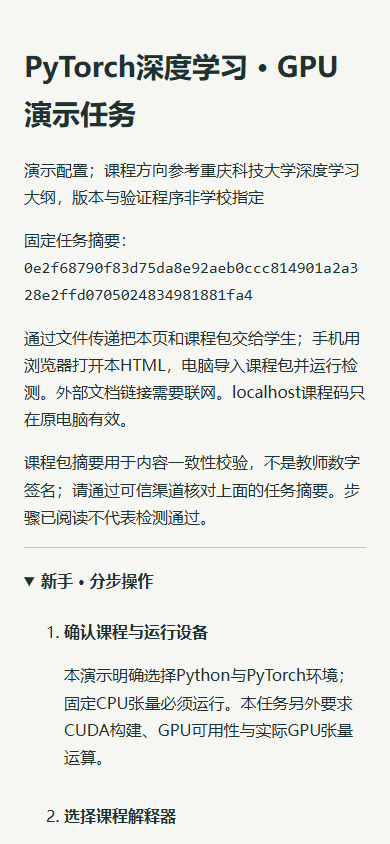 PyTorch深度学习 · GPU
演示任务
演示配置；课程方向参考重庆科技大学深度学习
大纲，版本与验证程序非学校指定
固定任务摘要：
0e2f68790f83d75da8e92aeb0ccc814901a2a3
28e2ffd0705024834981881fa4
通过文件传递把本页和课程包交给学生；手机用
浏览器打开本HTML，电脑导入课程包并运行检
测。外部文档链接需要联网。localhost课程码只
在原电脑有效。
课程包摘要用于内容一致性校验，不是教师数字
签名；请通过可信渠道核对上面的任务摘要。步
骤已阅读不代表检测通过。
▼ 新手 · 分步操作
1. 确认课程与运行设备
本演示明确选择Python与PyTorch环境；
固定CPU张量必须运行。本任务另外要求
CUDA构建、GPU可用性与实际GPU张量
运算。
2. 选择课程解释器